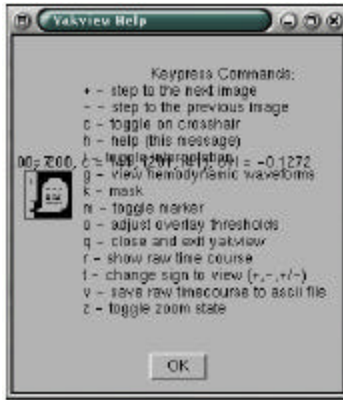 Yakview Help
Keypress Commands:
+ - step to the next image
- - step to the previous image
c - toggle on crosshair
h - help (this message)
g - view hemodynamic waveforms
k - mask
m - toggle marker
o - adjust overlay thresholds
q - close and exit yakview
r - show raw time course
t - change sign to view (+,-,+/-)
v - save raw timecourse to ascii file
z - toggle zoom state
OK